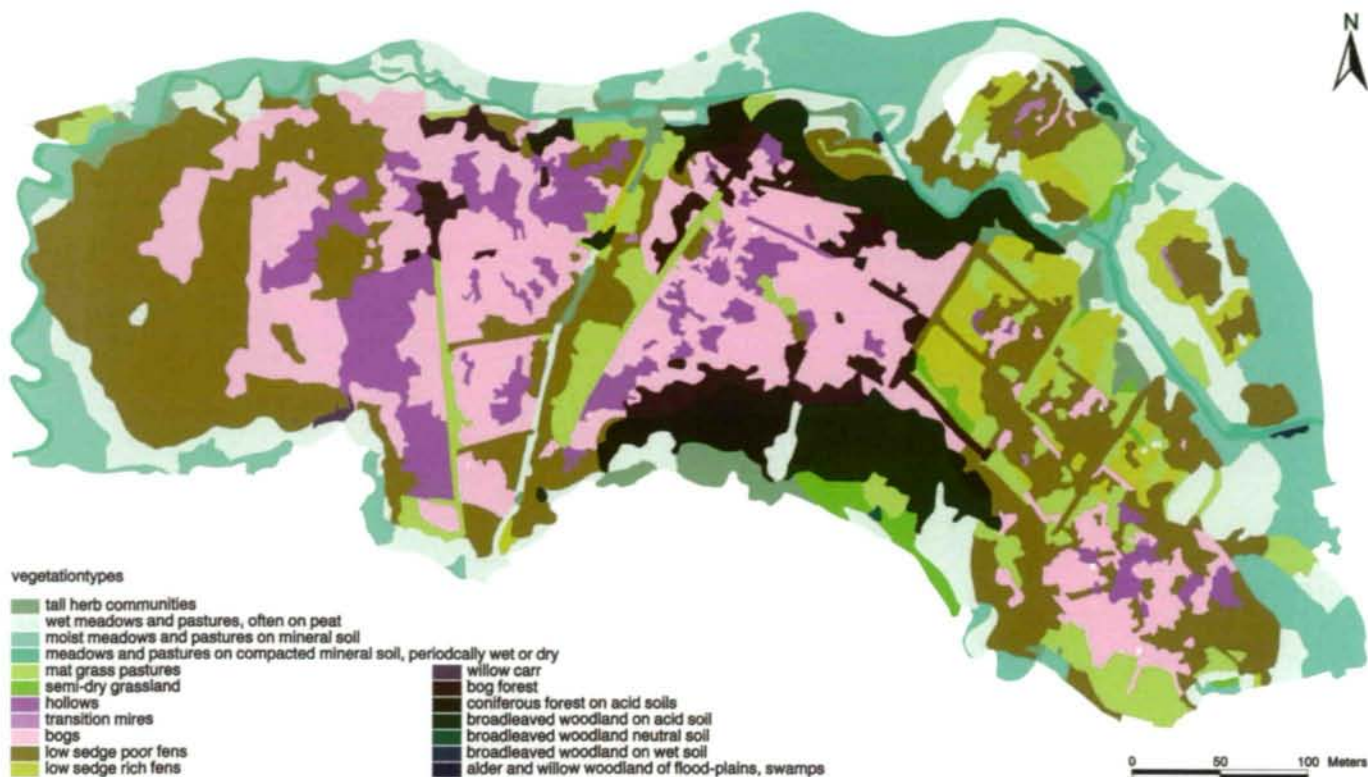 N
vegetationtypes
tall herb communities
wet meadows and pastures, often on peat
moist meadows and pastures on mineral soil
meadows and pastures on compacted mineral soil, periodcally wet or dry
mat grass pastures
semi-dry grassland
hollows
transition mires
bogs
low sedge poor fens
low sedge rich fens
willow carr
bog forest
coniferous forest on acid soils
broadleaved woodland on acid soil
broadleaved woodland neutral soil
broadleaved woodland on wet soil
alder and willow woodland of flood-plains, swamps
0 50 100 Meters